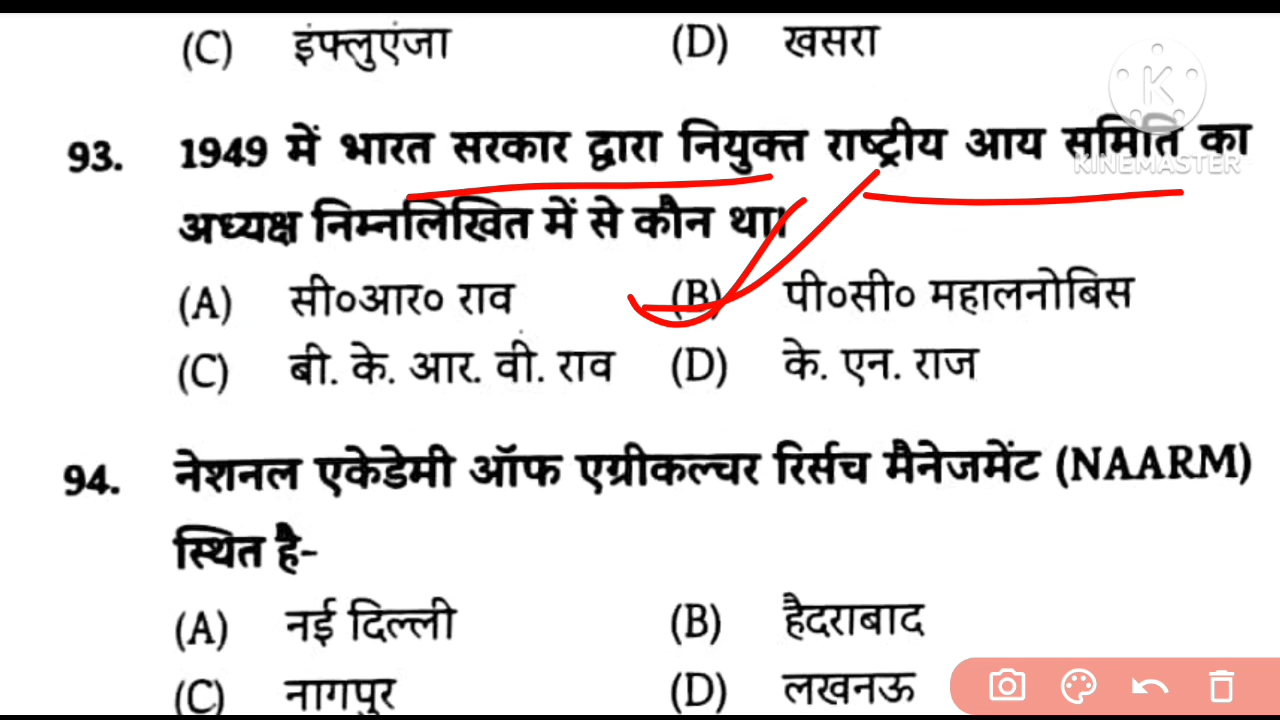 (C) इंफ्लुएंजा (D) खसरा
K
KINEMASTER
93. 1949 में भारत सरकार द्वारा नियुक्त राष्ट्रीय आय समिति का
अध्यक्ष निम्नलिखित में से कौन था।
(A) सी०आर० राव (B) पी०सी० महालनोबिस
(C) बी. के. आर. वी. राव (D) के. एन. राज
94. नेशनल एकेडेमी ऑफ एग्रीकल्चर रिर्सच मैनेजमेंट (NAARM)
स्थित है-
(A) नई दिल्ली (B) हैदराबाद
(C) नागपुर (D) लखनऊ